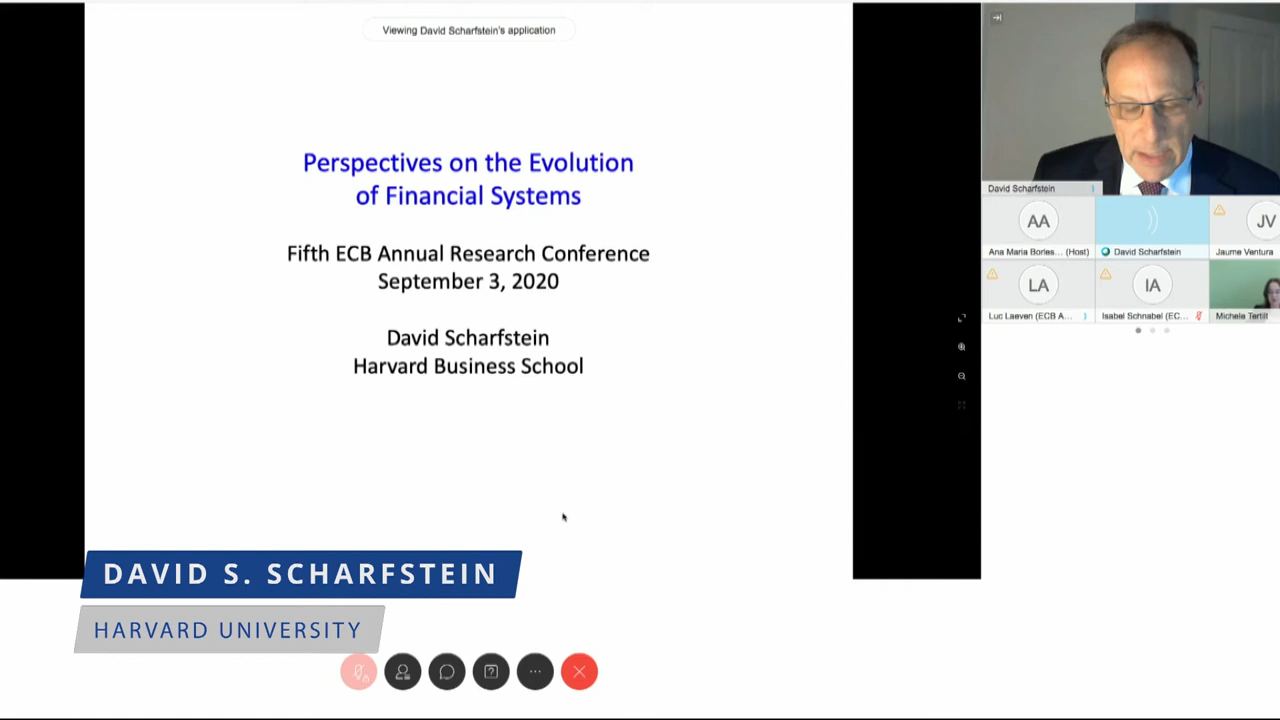 Viewing David Scharfstein's application
Perspectives on the Evolution
of Financial Systems
Fifth ECB Annual Research Conference
September 3, 2020
David Scharfstein
Harvard Business School
DAVID S. SCHARFSTEIN
HARVARD UNIVERSITY
David Scharfstein
AA
JV
Ana Maria Borles... (Host)
David Scharfstein
Jaume Ventura
LA
IA
Luc Laeven (ECB A...
Isabel Schnabel (EC...
Michele Tertilt